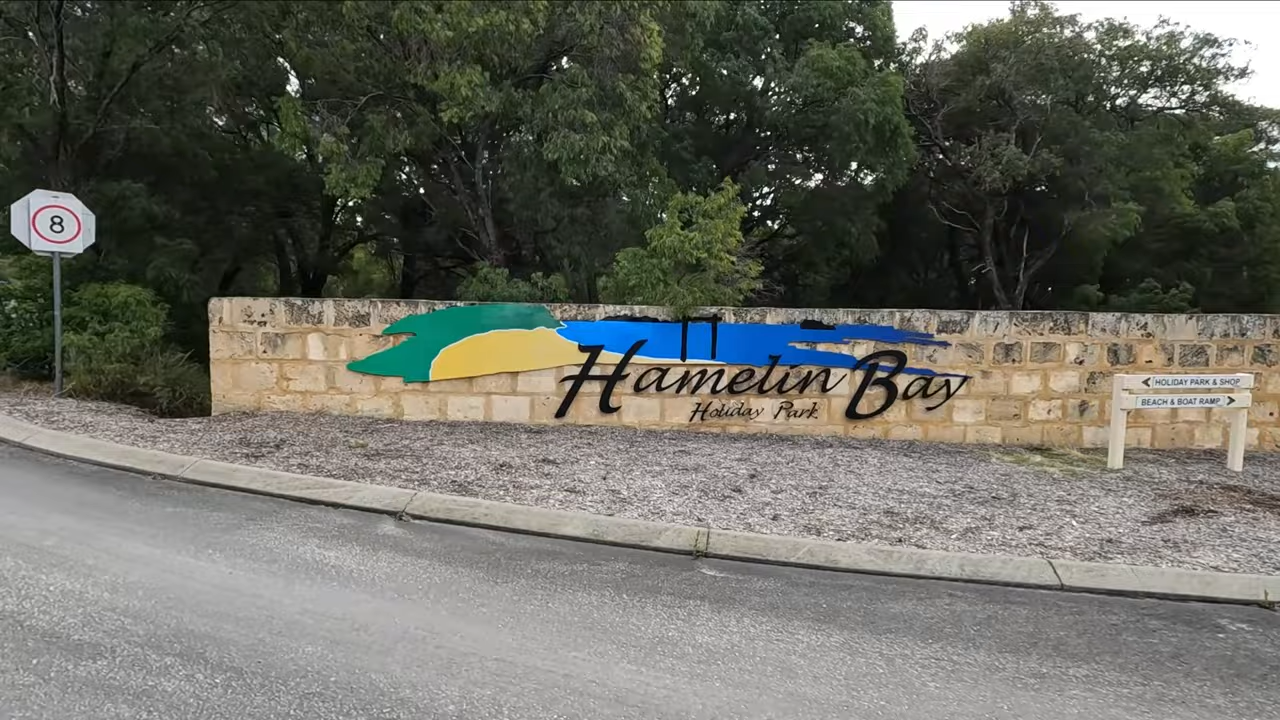 8
Hamelin Bay
Holiday Park
HOLIDAY PARK & SHOP
BEACH & BOAT RAMP